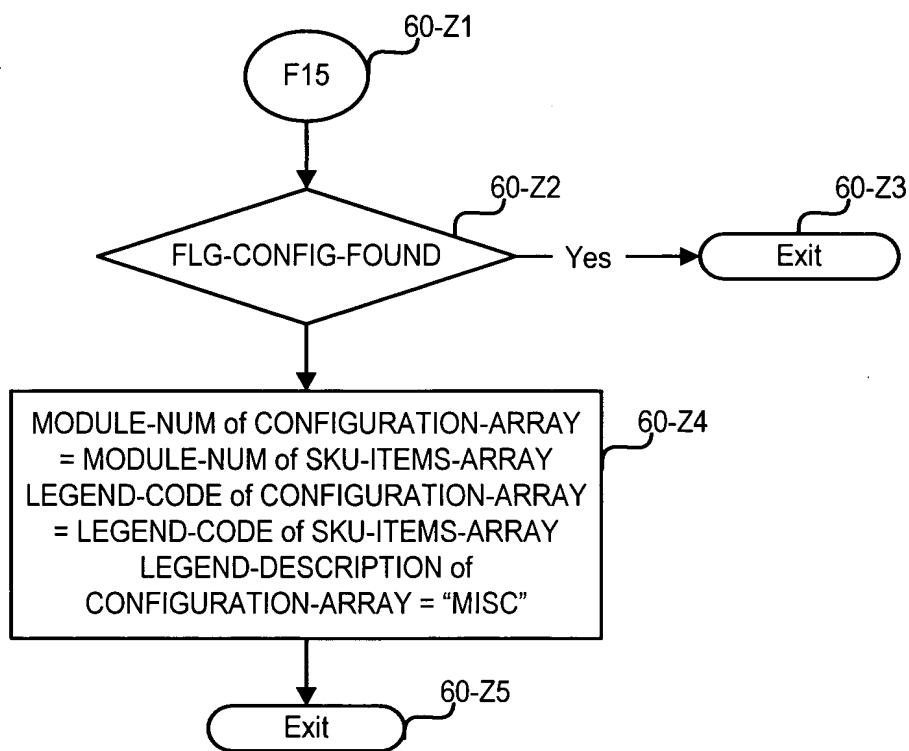 60-Z1
F15
60-Z2
FLG-CONFIG-FOUND
Yes
60-Z3
Exit
MODULE-NUM of CONFIGURATION-ARRAY
= MODULE-NUM of SKU-ITEMS-ARRAY
LEGEND-CODE of CONFIGURATION-ARRAY
= LEGEND-CODE of SKU-ITEMS-ARRAY
LEGEND-DESCRIPTION of
CONFIGURATION-ARRAY = “MISC”
60-Z4
60-Z5
Exit